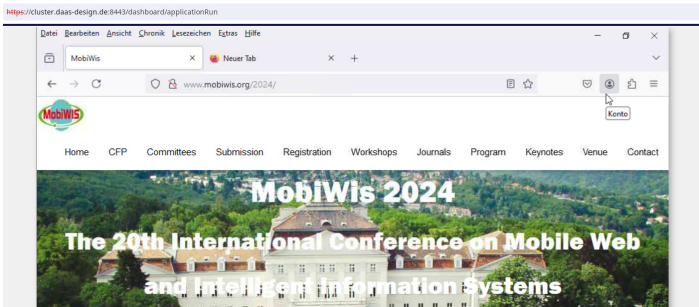 https://cluster.daas-design.de:8443/dashboard/applicationRun
Datei Bearbeiten Ansicht Chronik Lesezeichen Extras Hilfe
MobiWis Neuer Tab
www.mobiwis.org/2024/
MobiWIS
Konto
Home CFP Committees Submission Registration Workshops Journals Program Keynotes Venue Contact
MobiWis 2024
The 20th International Conference on Mobile Web
and Intelligent Information Systems